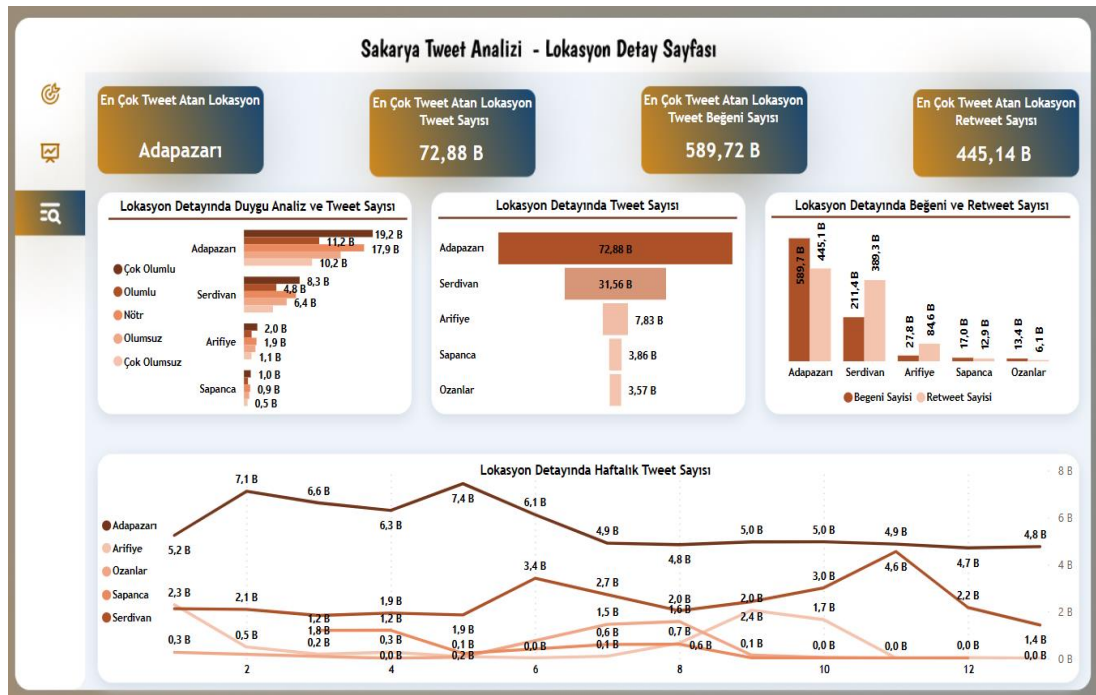 Sakarya Tweet Analizi - Lokasyon Detay Sayfası
En Çok Tweet Atan Lokasyon
Adapazarı
En Çok Tweet Atan Lokasyon
Tweet Sayısı
72,88 B
En Çok Tweet Atan Lokasyon
Tweet Beğeni Sayısı
589,72 B
En Çok Tweet Atan Lokasyon
Retweet Sayısı
445,14 B
Lokasyon Detayında Duygu Analiz ve Tweet Sayısı
Çok Olumlu
Olumlu
Nötr
Olumsuz
Çok Olumsuz
Adapazarı
19,2 B
11,2 B
17,9 B
10,2 B
Serdivan
8,3 B
4,8 B
6,4 B
Arifiye
2,0 B
1,9 B
1,1 B
Sapanca
1,0 B
0,9 B
0,5 B
Lokasyon Detayında Tweet Sayısı
Adapazarı
72,88 B
Serdivan
31,56 B
Arifiye
7,83 B
Sapanca
3,86 B
Ozanlar
3,57 B
Lokasyon Detayında Beğeni ve Retweet Sayısı
589,7 B
445,1 B
211,4 B
389,3 B
27,8 B
84,6 B
17,0 B
12,9 B
13,4 B
6,1 B
Adapazarı Serdivan Arifiye Sapanca Ozanlar
Begeni Sayisi Retweet Sayisi
Lokasyon Detayında Haftalık Tweet Sayısı
Adapazarı
Arifiye
Ozanlar
Sapanca
Serdivan
5,2 B 7,1 B 6,6 B 6,3 B 7,4 B 6,1 B 4,9 B 4,8 B 5,0 B 5,0 B 4,9 B 4,7 B 4,8 B
2,3 B 2,1 B 1,2 B 1,9 B 1,9 B 3,4 B 2,7 B 2,0 B 2,4 B 3,0 B 4,6 B 2,2 B 1,4 B
0,5 B 1,8 B 1,2 B 0,1 B 0,0 B 1,5 B 1,6 B 2,0 B 1,7 B 0,0 B 0,0 B 0,0 B
0,3 B 0,2 B 0,3 B 0,2 B 0,6 B 0,7 B 0,1 B 0,0 B
0,0 B 0,1 B 0,6 B
8 B
6 B
4 B
2 B
0 B
2 4 6 8 10 12